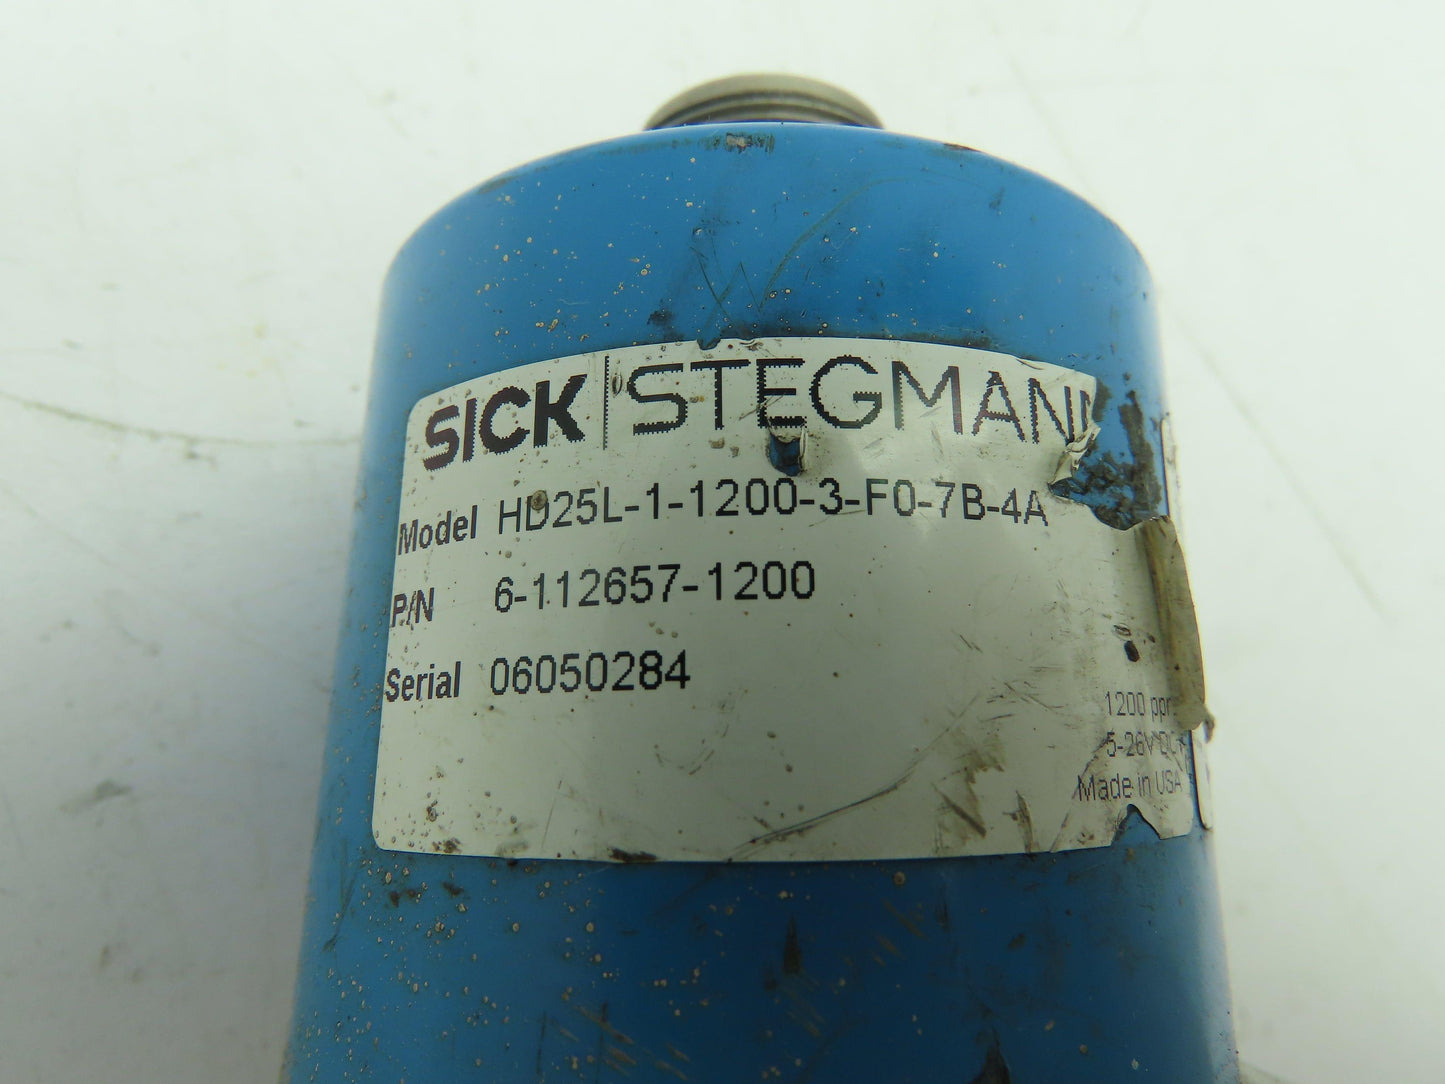 SICK | STEGMANN
Model HD25L-1-1200-3-F0-7B-4A
P/N 6-112657-1200
Serial 06050284
1200 ppr
5-26V DC
Made in USA